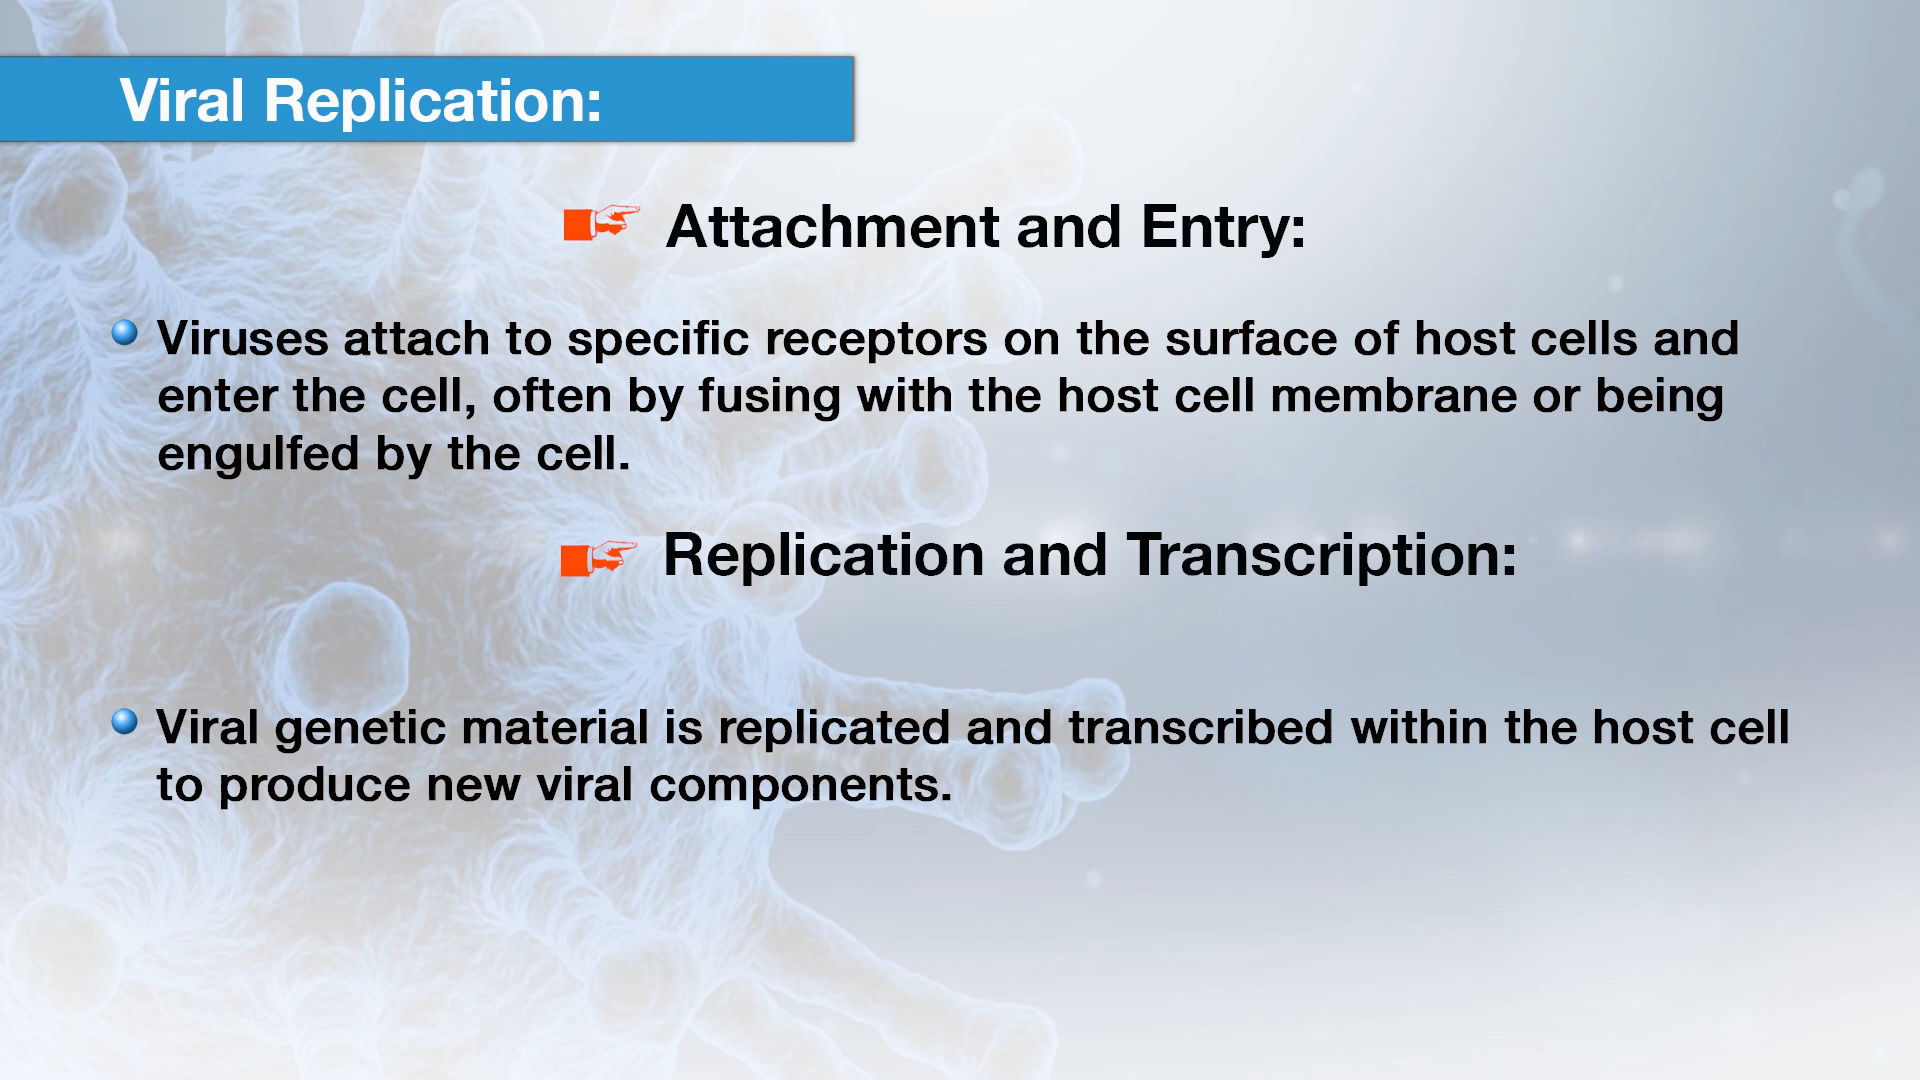 Viral Replication:
Attachment and Entry:
Viruses attach to specific receptors on the surface of host cells and
enter the cell, often by fusing with the host cell membrane or being
engulfed by the cell.
Replication and Transcription:
Viral genetic material is replicated and transcribed within the host cell
to produce new viral components.